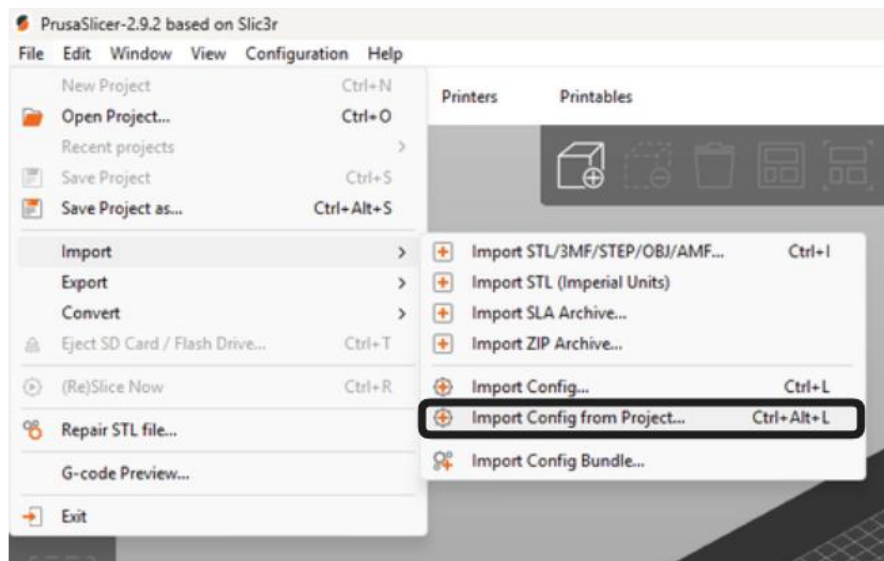 PrusaSlicer-2.9.2 based on Slic3r
File Edit Window View Configuration Help
New Project Ctrl+N
Printers Printables
Open Project... Ctrl+O
Recent projects
Save Project Ctrl+S
Save Project as... Ctrl+Alt+S
Import
Export
Convert
Eject SD Card / Flash Drive... Ctrl+T
(Re)Slice Now Ctrl+R
Repair STL file...
G-code Preview...
Exit
Import STL/3MF/STEP/OBJ/AMF... Ctrl+I
Import STL (Imperial Units)
Import SLA Archive...
Import ZIP Archive...
Import Config... Ctrl+L
Import Config from Project... Ctrl+Alt+L
Import Config Bundle...